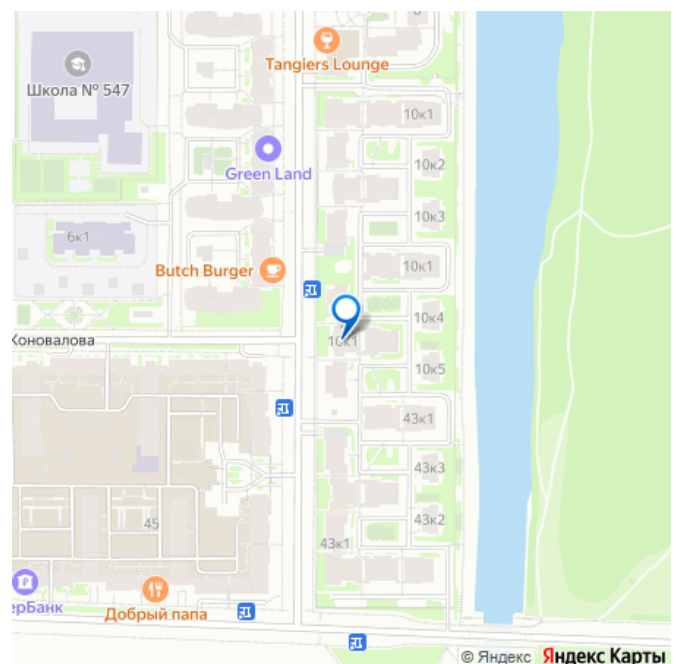 Tangiers Lounge
Школа № 547
10к1
10к2
Green Land
10к3
6к1
10к1
Butch Burger
10к4
Коновалова
10к1
10к5
43к1
43к3
45
43к2
43к1
ерБанк
Добрый папа
© Яндекс Яндекс Карты